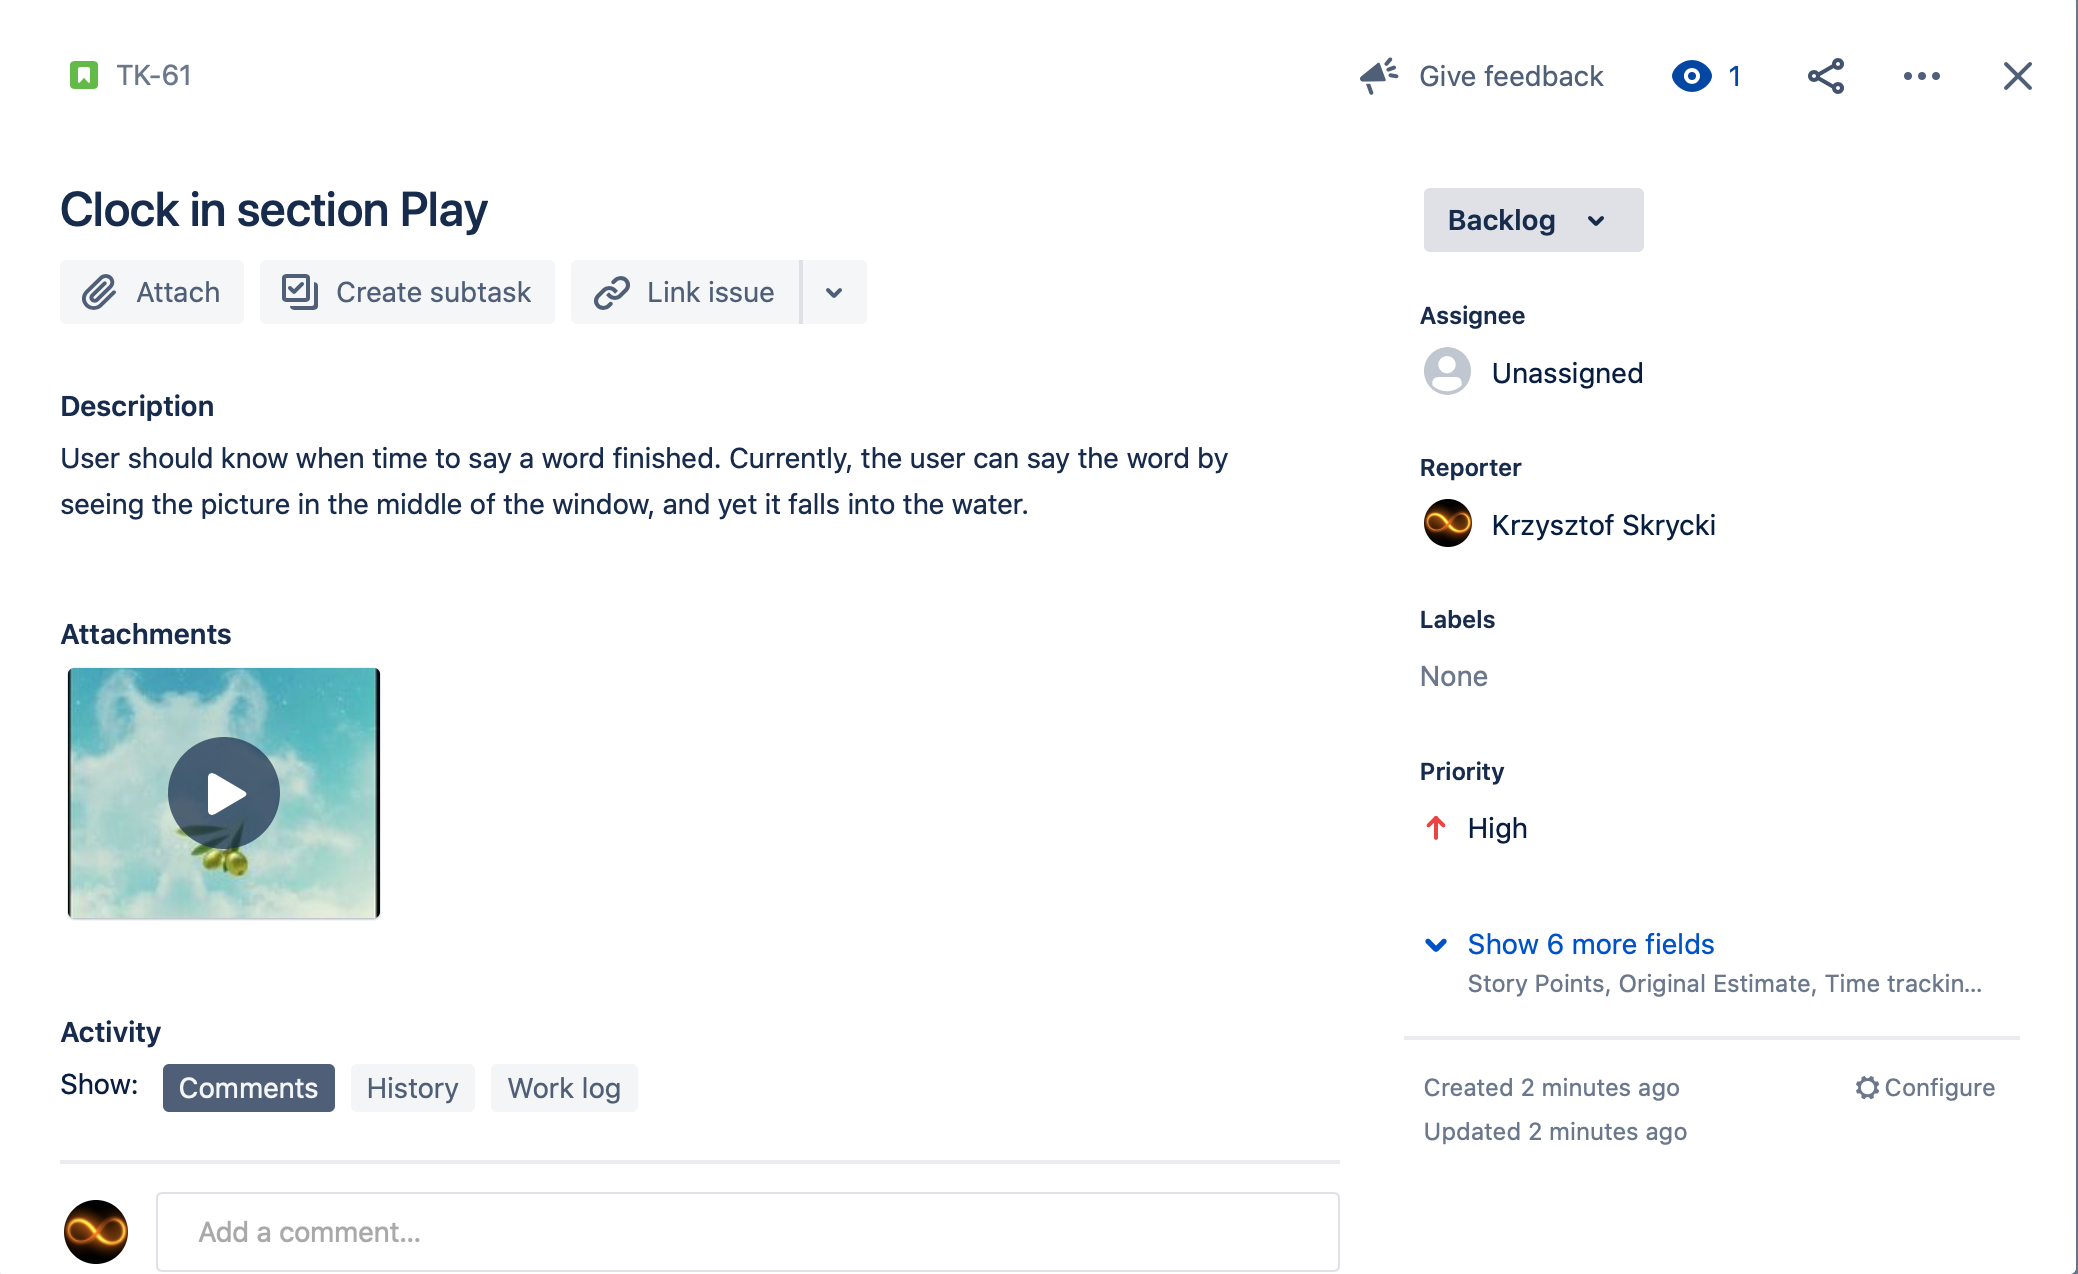 TK-61
Give feedback
1
Clock in section Play
Attach
Create subtask
Link issue
Description
User should know when time to say a word finished. Currently, the user can say the word by
seeing the picture in the middle of the window, and yet it falls into the water.
Attachments
Activity
Show:
Comments
History
Work log
Add a comment...
Backlog
Assignee
Unassigned
Reporter
Krzysztof Skrycki
Labels
None
Priority
High
Show 6 more fields
Story Points, Original Estimate, Time trackin...
Created 2 minutes ago
Configure
Updated 2 minutes ago